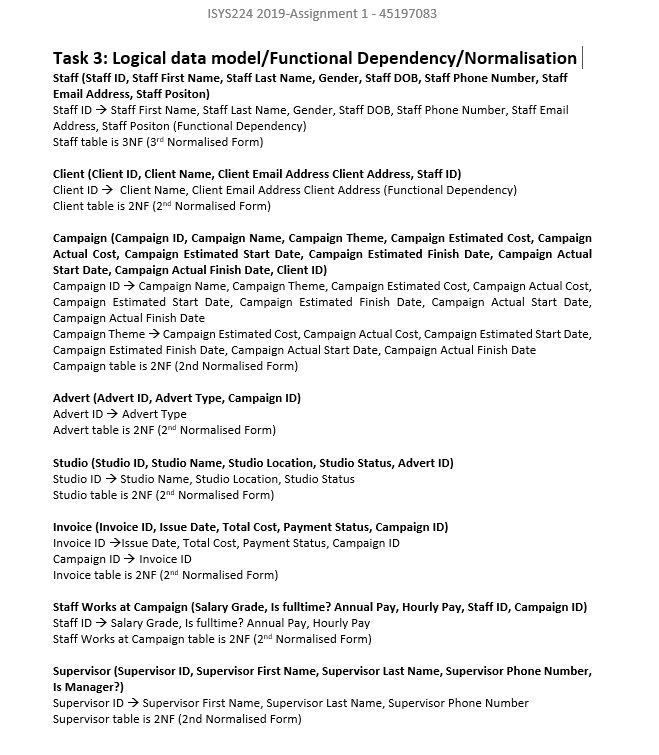 ISYS224 2019-Assignment 1 - 45197083
Task 3: Logical data model/Functional Dependency/Normalisation
Staff (Staff ID, Staff First Name, Staff Last Name, Gender, Staff DOB, Staff Phone Number, Staff
Email Address, Staff Positon)
Staff ID → Staff First Name, Staff Last Name, Gender, Staff DOB, Staff Phone Number, Staff Email
Address, Staff Positon (Functional Dependency)
Staff table is 3NF (3rd Normalised Form)
Client (Client ID, Client Name, Client Email Address Client Address, Staff ID)
Client ID → Client Name, Client Email Address Client Address (Functional Dependency)
Client table is 2NF (2nd Normalised Form)
Campaign (Campaign ID, Campaign Name, Campaign Theme, Campaign Estimated Cost, Campaign
Actual Cost, Campaign Estimated Start Date, Campaign Estimated Finish Date, Campaign Actual
Start Date, Campaign Actual Finish Date, Client ID)
Campaign ID → Campaign Name, Campaign Theme, Campaign Estimated Cost, Campaign Actual Cost,
Campaign Estimated Start Date, Campaign Estimated Finish Date, Campaign Actual Start Date,
Campaign Actual Finish Date
Campaign Theme → Campaign Estimated Cost, Campaign Actual Cost, Campaign Estimated Start Date,
Campaign Estimated Finish Date, Campaign Actual Start Date, Campaign Actual Finish Date
Campaign table is 2NF (2nd Normalised Form)
Advert (Advert ID, Advert Type, Campaign ID)
Advert ID → Advert Type
Advert table is 2NF (2nd Normalised Form)
Studio (Studio ID, Studio Name, Studio Location, Studio Status, Advert ID)
Studio ID → Studio Name, Studio Location, Studio Status
Studio table is 2NF (2nd Normalised Form)
Invoice (Invoice ID, Issue Date, Total Cost, Payment Status, Campaign ID)
Invoice ID →Issue Date, Total Cost, Payment Status, Campaign ID
Campaign ID → Invoice ID
Invoice table is 2NF (2nd Normalised Form)
Staff Works at Campaign (Salary Grade, Is fulltime? Annual Pay, Hourly Pay, Staff ID, Campaign ID)
Staff ID → Salary Grade, Is fulltime? Annual Pay, Hourly Pay
Staff Works at Campaign table is 2NF (2nd Normalised Form)
Supervisor (Supervisor ID, Supervisor First Name, Supervisor Last Name, Supervisor Phone Number,
Is Manager?)
Supervisor ID → Supervisor First Name, Supervisor Last Name, Supervisor Phone Number
Supervisor table is 2NF (2nd Normalised Form)